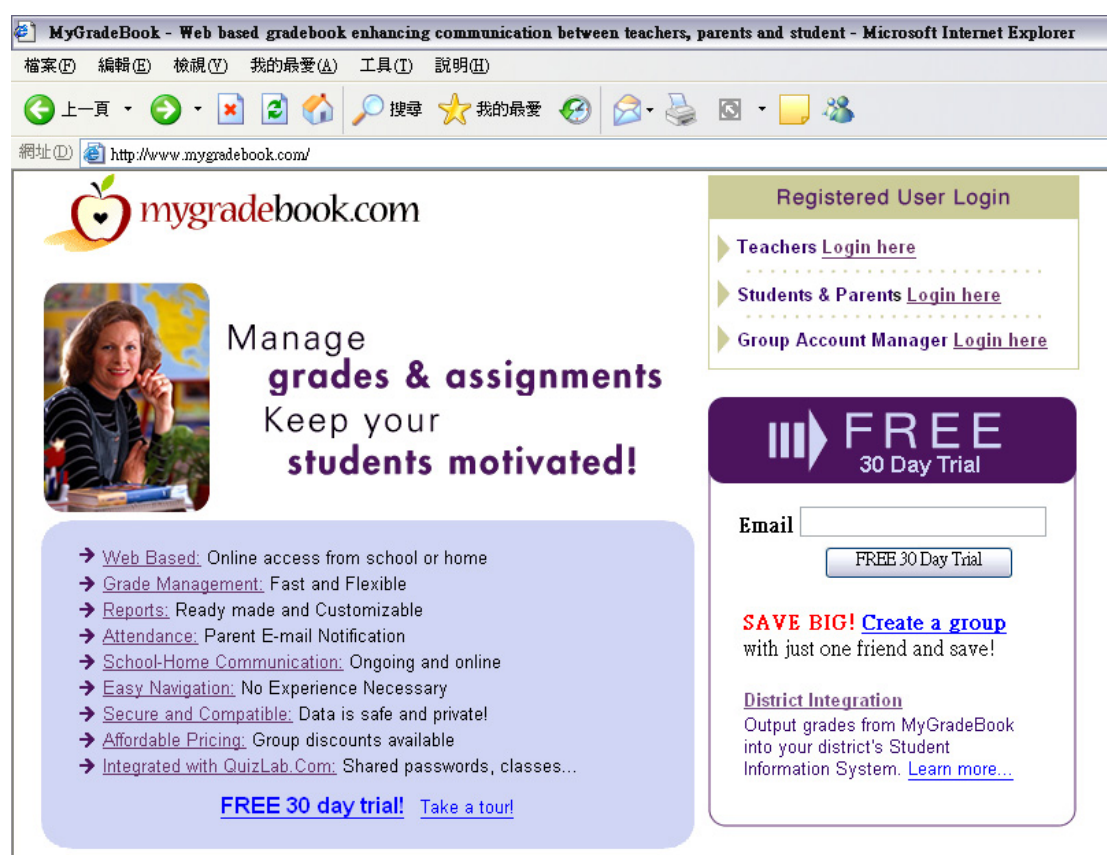 MyGradeBook - Web based gradebook enhancing communication between teachers, parents and student - Microsoft Internet Explorer
檔案(F) 編輯(E) 檢視(V) 我的最愛(A) 工具(T) 說明(H)
上一頁 搜尋 我的最愛
網址(D) http://www.mygradebook.com/
mygradebook.com
Manage
grades & assignments
Keep your
students motivated!
Web Based: Online access from school or home
Grade Management: Fast and Flexible
Reports: Ready made and Customizable
Attendance: Parent E-mail Notification
School-Home Communication: Ongoing and online
Easy Navigation: No Experience Necessary
Secure and Compatible: Data is safe and private!
Affordable Pricing: Group discounts available
Integrated with QuizLab.Com: Shared passwords, classes...
FREE 30 day trial! Take a tour!
Registered User Login
Teachers Login here
Students & Parents Login here
Group Account Manager Login here
FREE
30 Day Trial
Email
FREE 30 Day Trial
SAVE BIG! Create a group
with just one friend and save!
District Integration
Output grades from MyGradeBook
into your district's Student
Information System. Learn more...